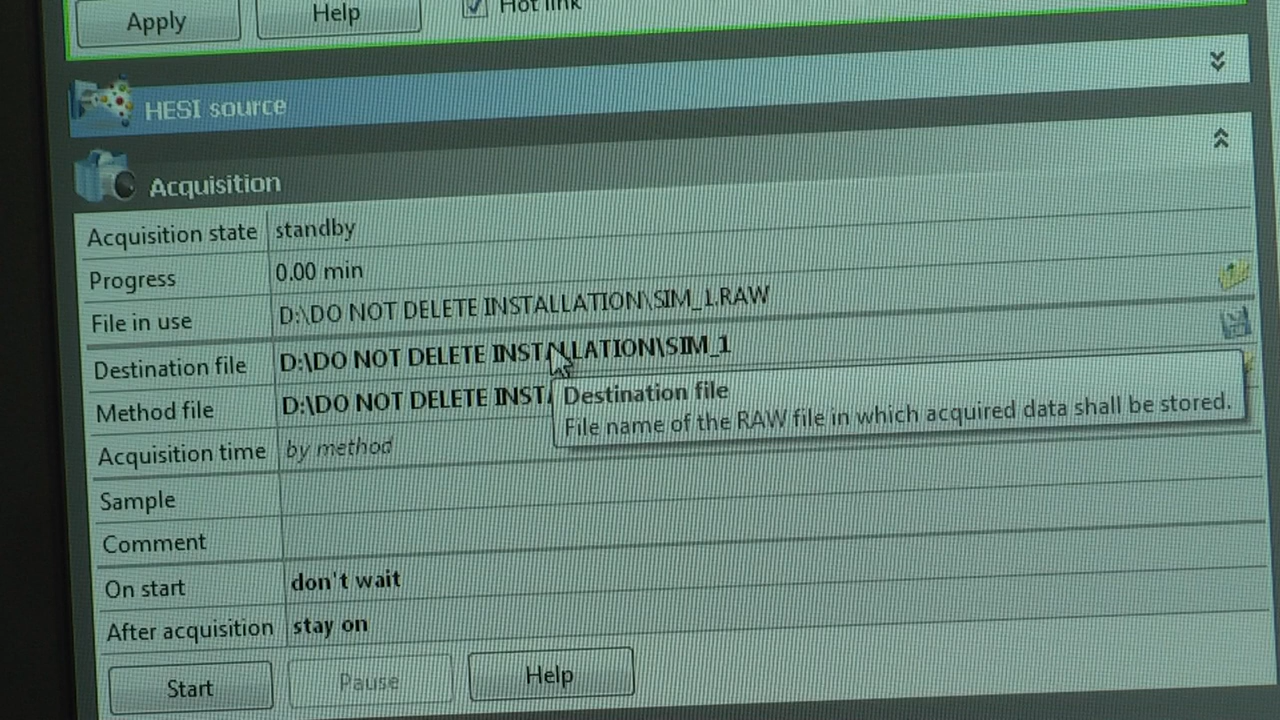 Apply Help Hot link
HESI source
Acquisition
Acquisition state standby
Progress 0.00 min
File in use D:\DO NOT DELETE INSTALLATION\SIM_1.RAW
Destination file D:\DO NOT DELETE INSTALLATION\SIM_1
Method file D:\DO NOT DELETE
Destination file
File name of the RAW file in which acquired data shall be stored.
Acquisition time by method
Sample
Comment
On start don't wait
After acquisition stay on
Start Pause Help